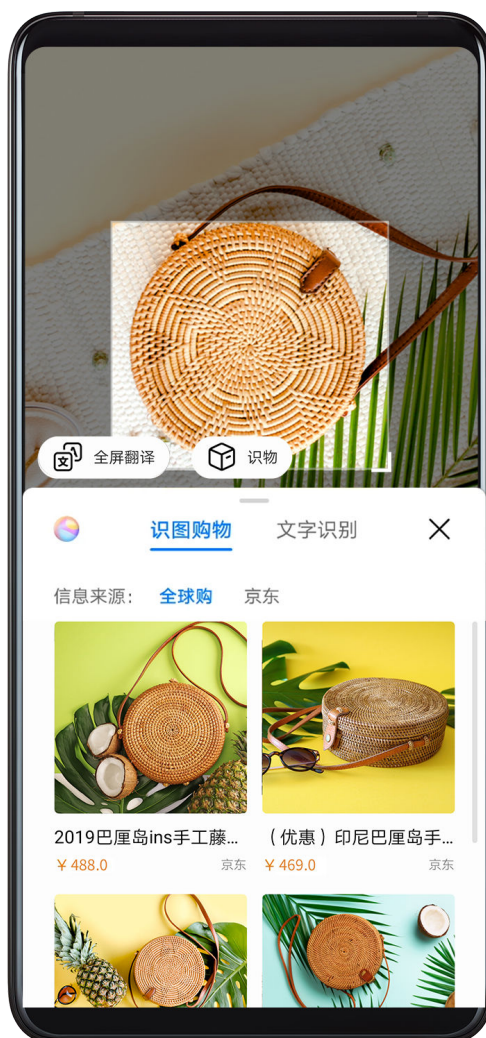 全屏翻译
识物
识图购物 文字识别
信息来源： 全球购 京东
2019巴厘岛ins手工藤...
￥488.0 京东
（优惠）印尼巴厘岛手...
￥469.0 京东